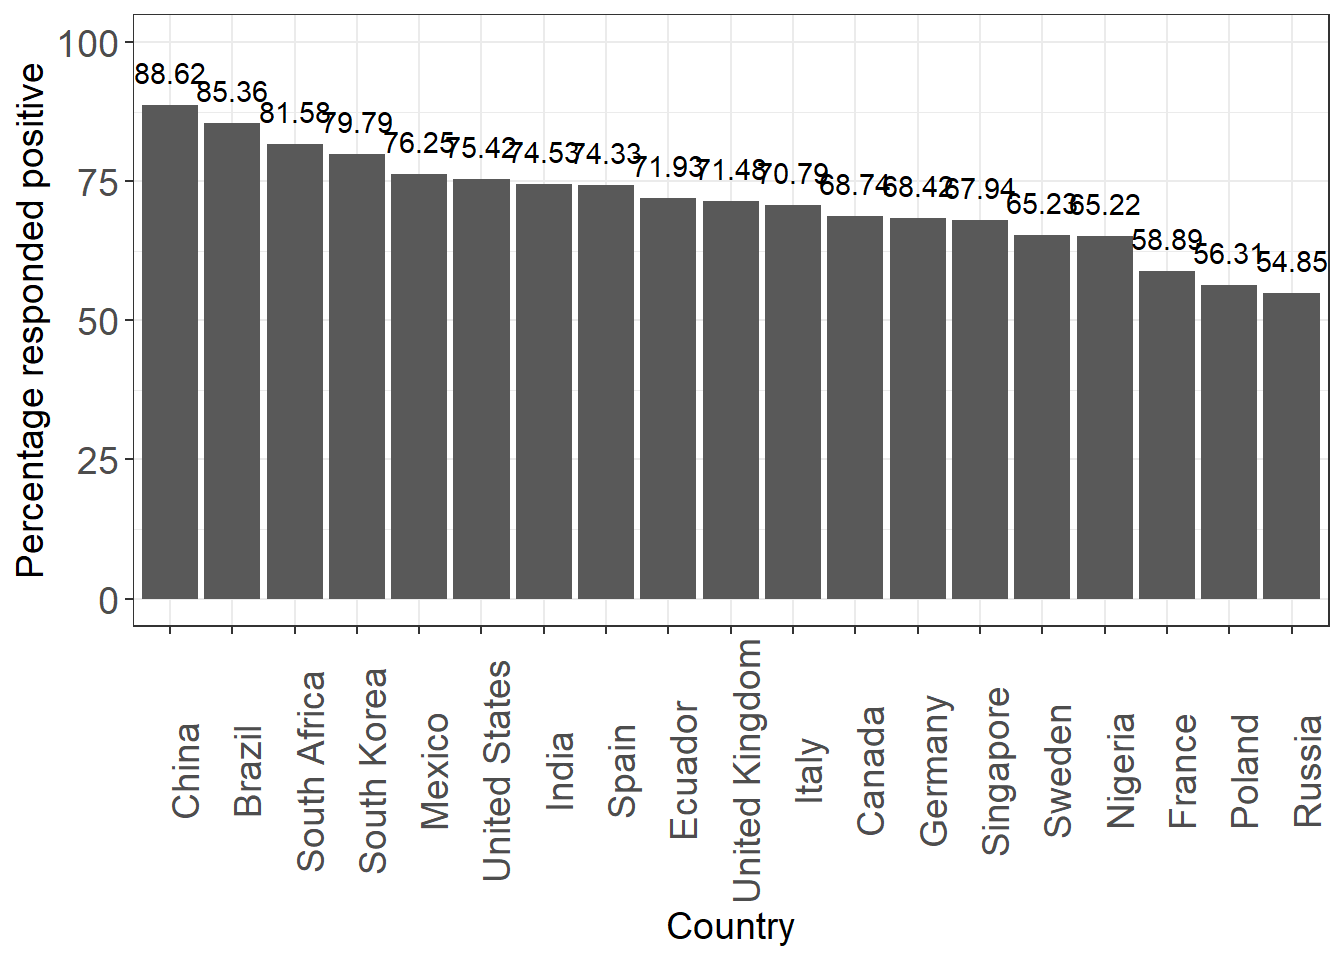 Percentage responded positive
100
75
50
25
0
88.62
85.36
81.58
79.79
76.25
75.42
74.53
74.33
71.93
71.48
70.79
68.74
68.42
67.94
65.23
65.22
58.89
56.31
54.85
China
Brazil
South Africa
South Korea
Mexico
United States
India
Spain
Ecuador
United Kingdom
Italy
Canada
Germany
Singapore
Sweden
Nigeria
France
Poland
Russia
Country